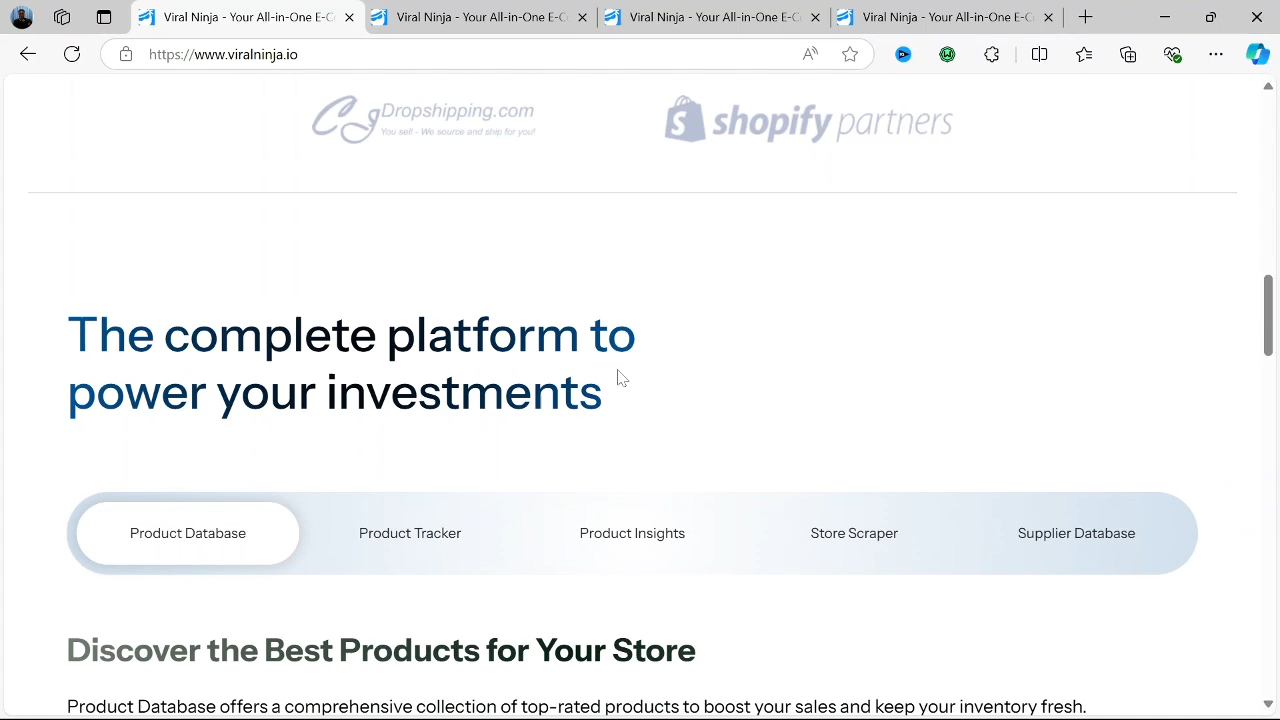 Viral Ninja - Your All-in-One E-C
Viral Ninja - Your All-in-One E-C
Viral Ninja - Your All-in-One E-C
Viral Ninja - Your All-in-One E-C
https://www.viralninja.io
CJDropshipping.com
You sell - We source and ship for you!
shopify partners
The complete platform to
power your investments
Product Database
Product Tracker
Product Insights
Store Scraper
Supplier Database
Discover the Best Products for Your Store
Product Database offers a comprehensive collection of top-rated products to boost your sales and keep your inventory fresh.